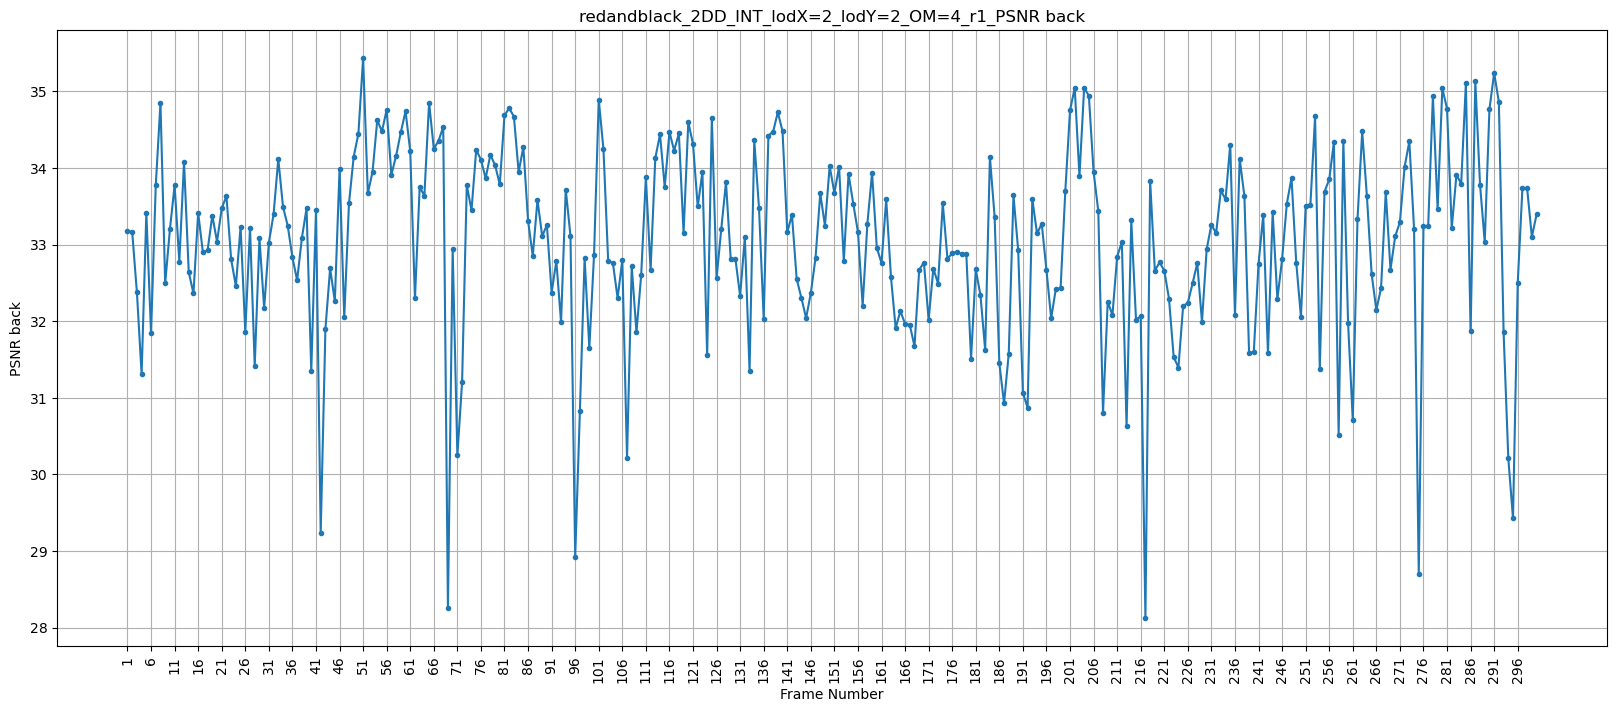 redandblack_2DD_INT_lodX=2_lodY=2_OM=4_r1_PSNR back
PSNR back
35
34
33
32
31
30
29
28
1 6 11 16 21 26 31 36 41 46 51 56 61 66 71 76 81 86 91 96 101 106 111 116 121 126 131 136 141 146 151 156 161 166 171 176 181 186 191 196 201 206 211 216 221 226 231 236 241 246 251 256 261 266 271 276 281 286 291 296
Frame Number